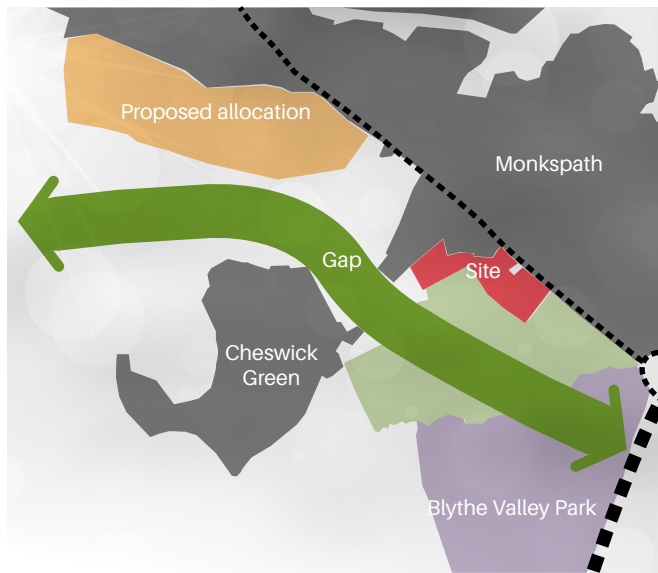 Proposed allocation
Monkspath
Gap
Site
Cheswick
Green
Blythe Valley Park